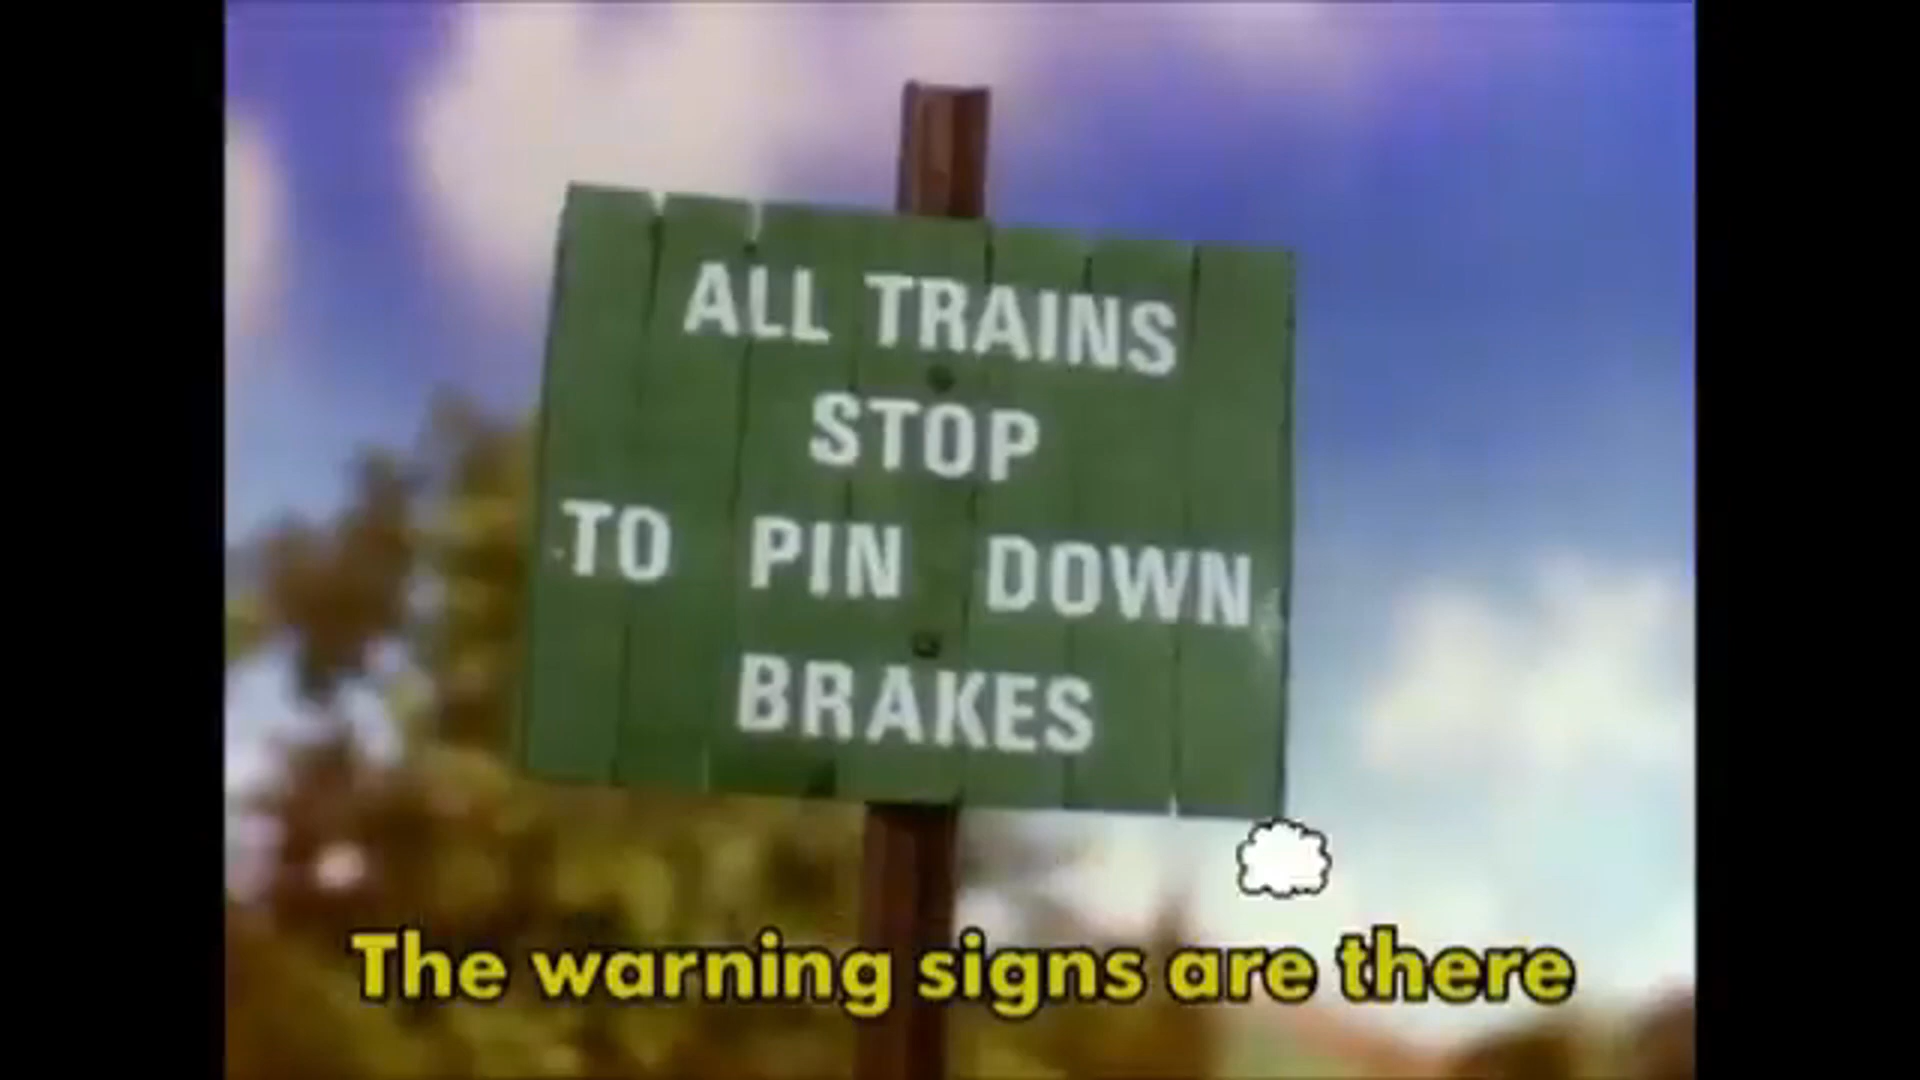 ALL TRAINS
STOP
TO PIN DOWN
BRAKES
The warning signs are there